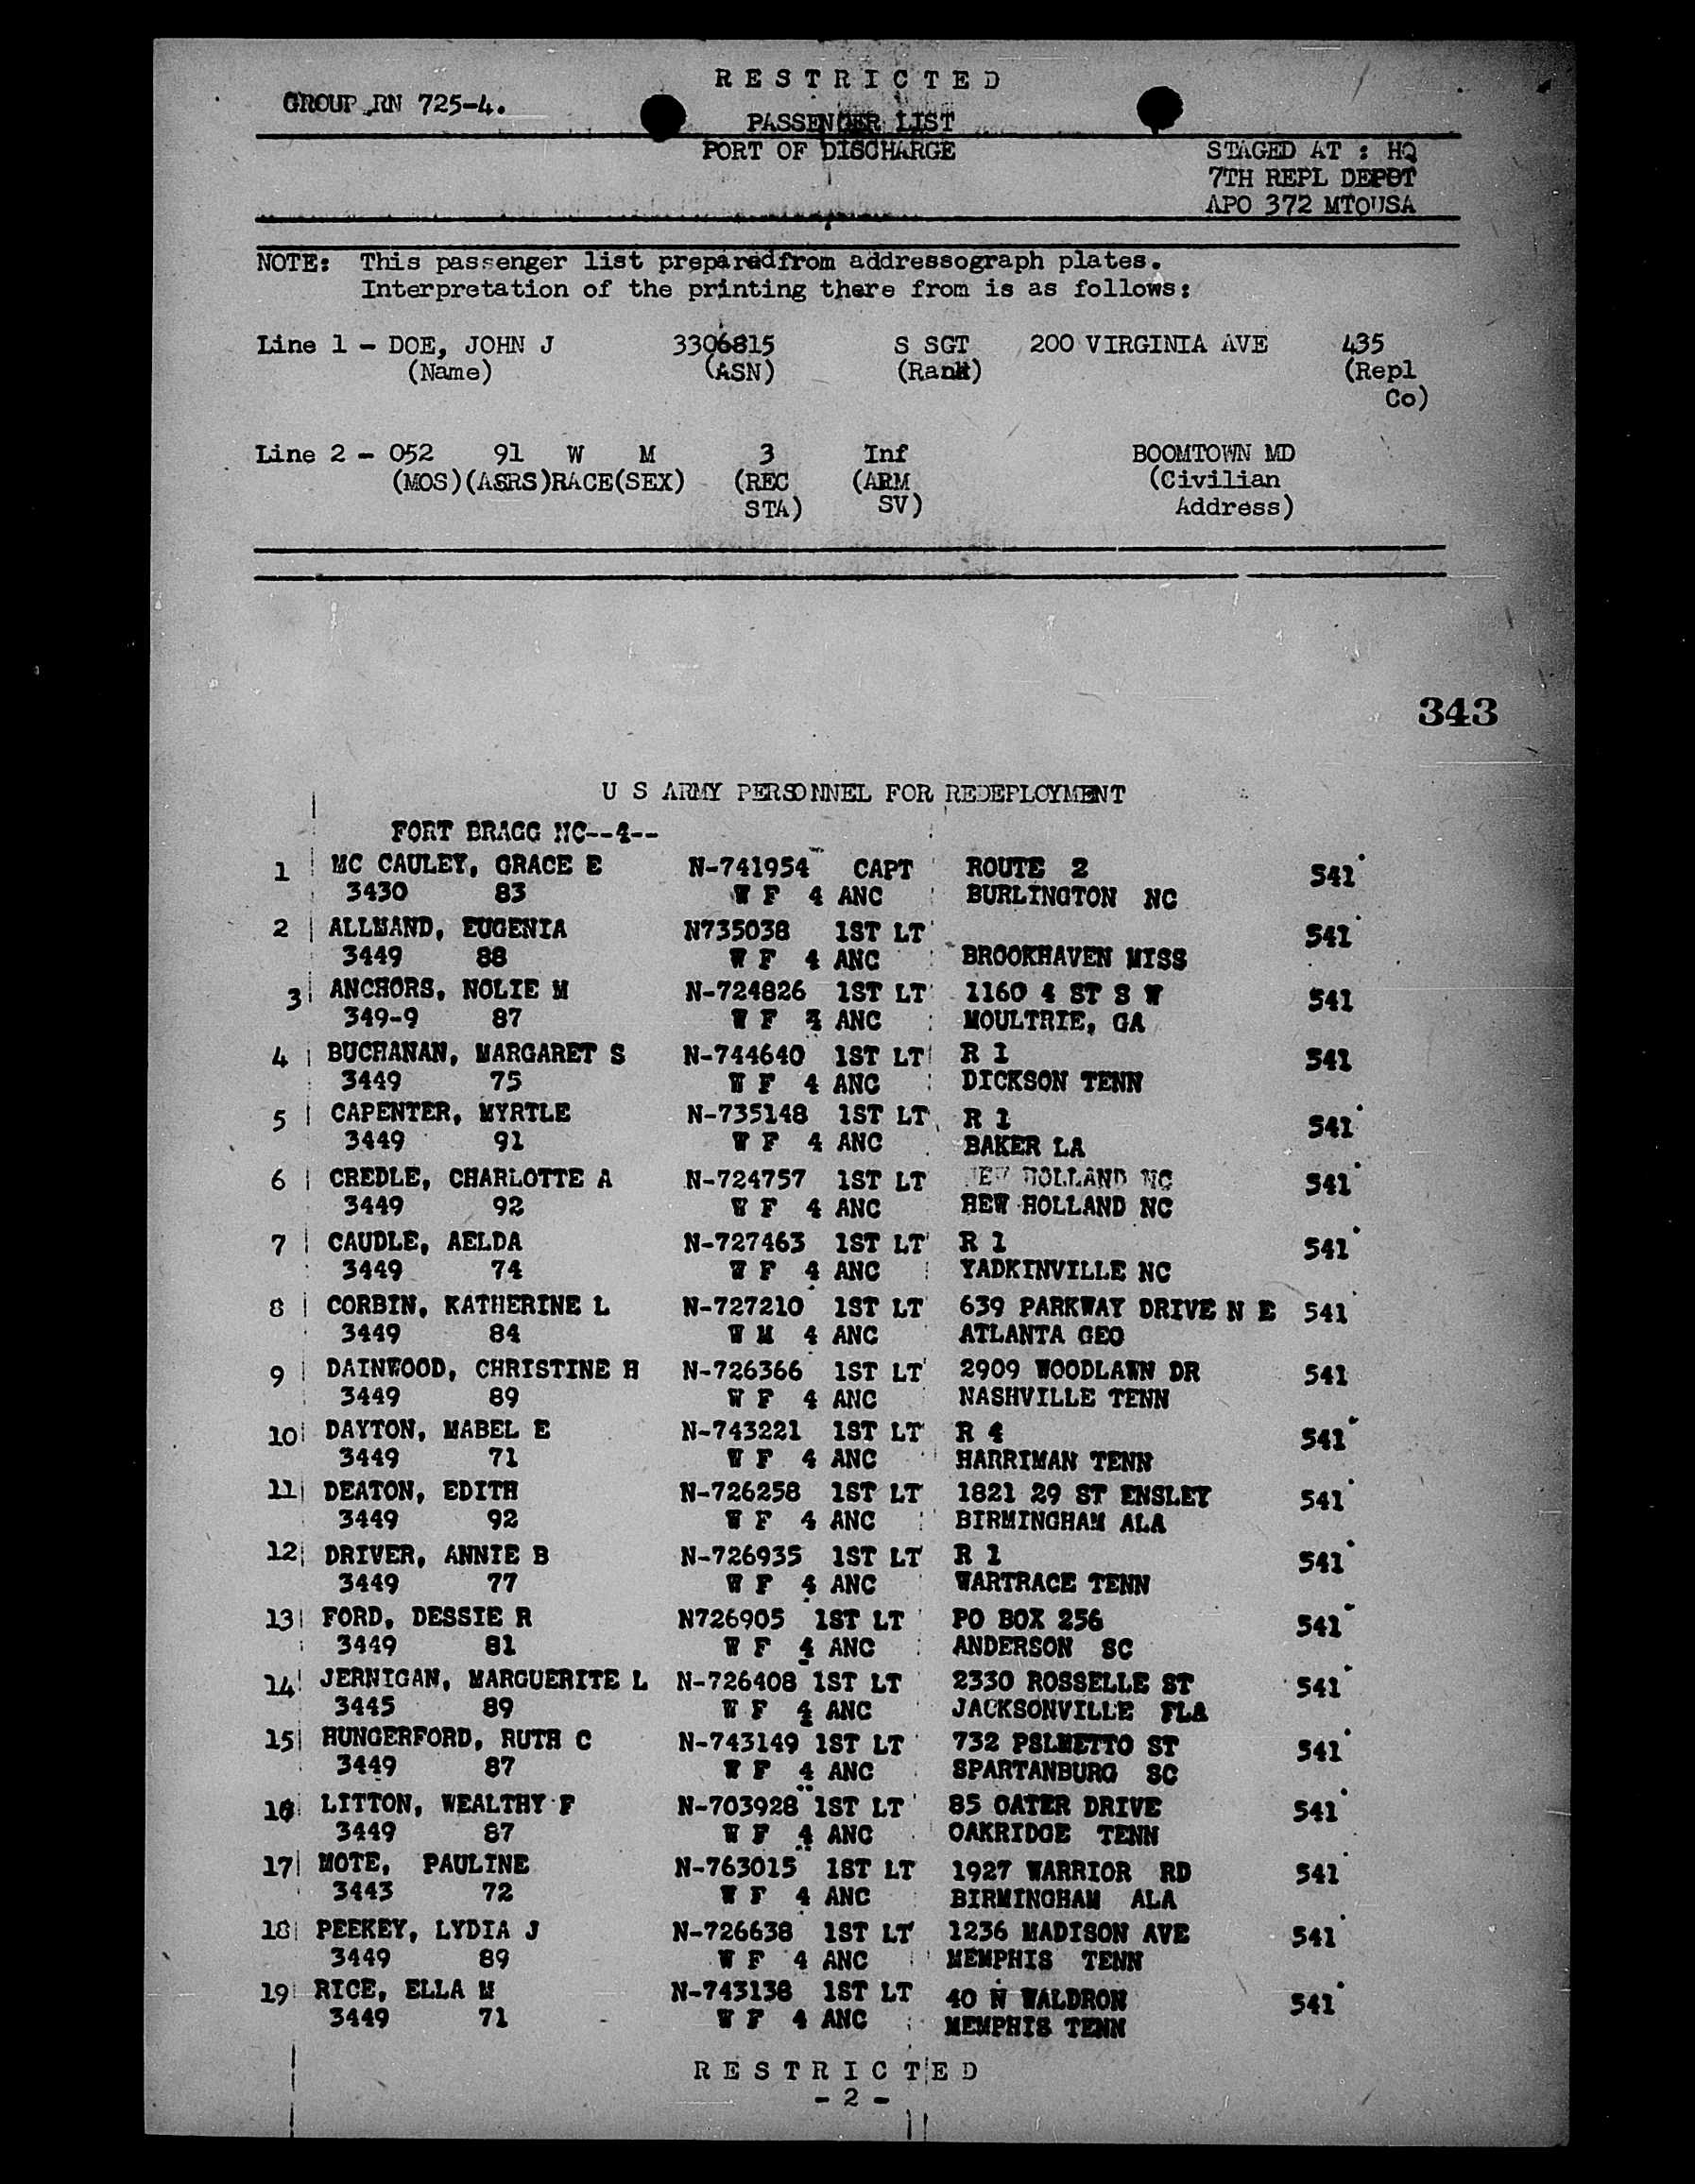 RESTRICTED
GROUP RN 725-4.
PASSENGER LIST
PORT OF DISCHARGE STAGED AT : HQ
7TH REPL DEPOT
APO 372 MTOUSA
NOTE: This passenger list preparedfrom addressograph plates.
Interpretation of the printing there from is as follows:
Line 1 - DOE, JOHN J 3306815 S SGT 200 VIRGINIA AVE 435
(Name) (ASN) (Rank) (Repl
Co)
Line 2 - 052 91 W M 3 Inf BOOMTOWN MD
(MOS)(ASRS)RACE(SEX) (REC (ARM (Civilian
STA) SV) Address)
343
U S ARMY PERSONNEL FOR REDEPLOYMENT
FORT BRAGG NC--4--
1 MC CAULEY, GRACE E N-741954 CAPT ROUTE 2 541
3430 83 W F 4 ANC BURLINGTON NC
2 ALLMAND, EUGENIA N735038 1ST LT 541
3449 88 W F 4 ANC BROOKHAVEN MISS
3 ANCHORS, NOLIE M N-724826 1ST LT 1160 4 ST S W 541
349-9 87 W F 4 ANC MOULTRIE, GA
4 BUCHANAN, MARGARET S N-744640 1ST LT R 1 541
3449 75 W F 4 ANC DICKSON TENN
5 CAPENTER, MYRTLE N-735148 1ST LT R 1 541
3449 91 W F 4 ANC BAKER LA
6 CREDLE, CHARLOTTE A N-724757 1ST LT NEW HOLLAND NC 541
3449 92 W F 4 ANC NEW HOLLAND NC
7 CAUDLE, AELDA N-727463 1ST LT R 1 541
3449 74 W F 4 ANC YADKINVILLE NC
8 CORBIN, KATHERINE L N-727210 1ST LT 639 PARKWAY DRIVE N E 541
3449 84 W M 4 ANC ATLANTA GEO
9 DAINWOOD, CHRISTINE H N-726366 1ST LT 2909 WOODLAWN DR 541
3449 89 W F 4 ANC NASHVILLE TENN
10 DAYTON, MABEL E N-743221 1ST LT R 4 541
3449 71 W F 4 ANC HARRIMAN TENN
11 DEATON, EDITH N-726258 1ST LT 1821 29 ST ENSLEY 541
3449 92 W F 4 ANC BIRMINGHAM ALA
12 DRIVER, ANNIE B N-726935 1ST LT R 1 541
3449 77 W F 4 ANC WARTRACE TENN
13 FORD, DESSIE R N726905 1ST LT PO BOX 256 541
3449 81 W F 4 ANC ANDERSON SC
14 JERNIGAN, MARGUERITE L N-726408 1ST LT 2330 ROSSELLE ST 541
3445 89 W F 4 ANC JACKSONVILLE FLA
15 HUNGERFORD, RUTH C N-743149 1ST LT 732 PSLMETTO ST 541
3449 87 W F 4 ANC SPARTANBURG SC
16 LITTON, WEALTHY F N-703928 1ST LT 85 OATER DRIVE 541
3449 87 W F 4 ANC OAKRIDGE TENN
17 MOTE, PAULINE N-763015 1ST LT 1927 WARRIOR RD 541
3443 72 W F 4 ANC BIRMINGHAM ALA
18 PEEKEY, LYDIA J N-726638 1ST LT 1236 MADISON AVE 541
3449 89 W F 4 ANC MEMPHIS TENN
19 RICE, ELLA M N-743138 1ST LT 40 N WALDRON 541
3449 71 W F 4 ANC MEMPHIS TENN
RESTRICTED
- 2 -